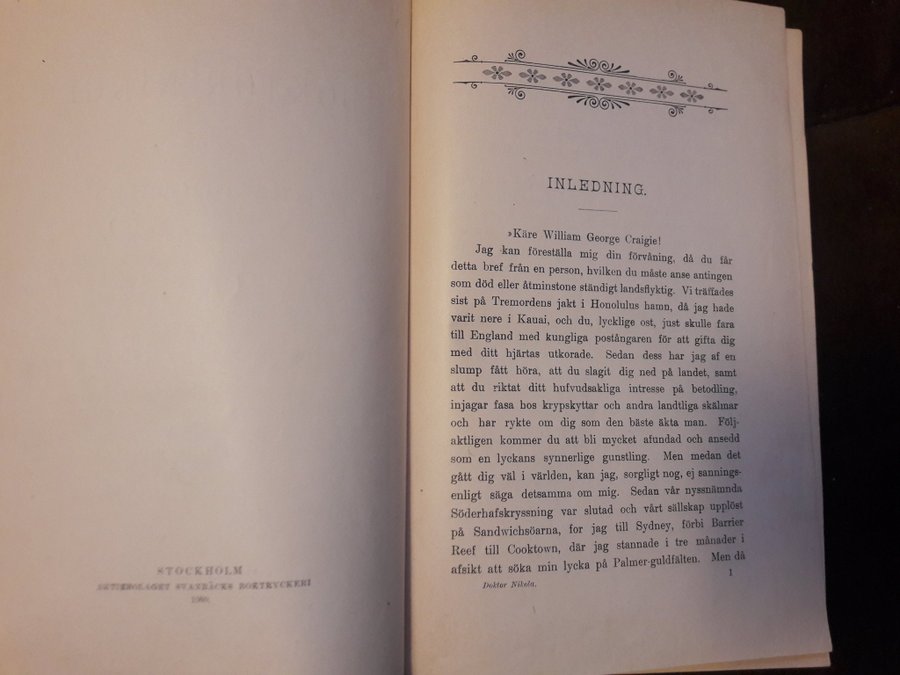 STOCKHOLM
AKTIEBOLAGET SVANBÄCKS BOKTRYCKERI
INLEDNING.
»Käre William George Craigie!
Jag kan föreställa mig din förvåning, då du får
detta bref från en person, hvilken du måste anse antingen
som död eller åtminstone ständigt landsflyktig. Vi träffades
sist på Tremordens jakt i Honolulus hamn, då jag hade
varit nere i Kauai, och du, lycklige ost, just skulle fara
till England med kungliga postångaren för att gifta dig
med ditt hjärtas utkorade. Sedan dess har jag af en
slump fått höra, att du slagit dig ned på landet, samt
att du riktat ditt hufvudsakliga intresse på betodling,
injagar fasa hos krypskyttar och andra landtliga skälmar
och har rykte om dig som den bäste äkta man. Följ-
aktligen kommer du att bli mycket afundad och ansedd
som en lyckans synnerlige gunstling. Men medan det
gått dig väl i världen, kan jag, sorgligt nog, ej sannings-
enligt säga detsamma om mig. Sedan vår nyssnämnda
Söderhafskryssning var slutad och vårt sällskap upplöst
på Sandwichsöarna, for jag till Sydney, förbi Barrier
Reef till Cooktown, där jag stannade i tre månader i
afsikt att söka min lycka på Palmer-guldfälten. Men då
Doktor Nikola.
1